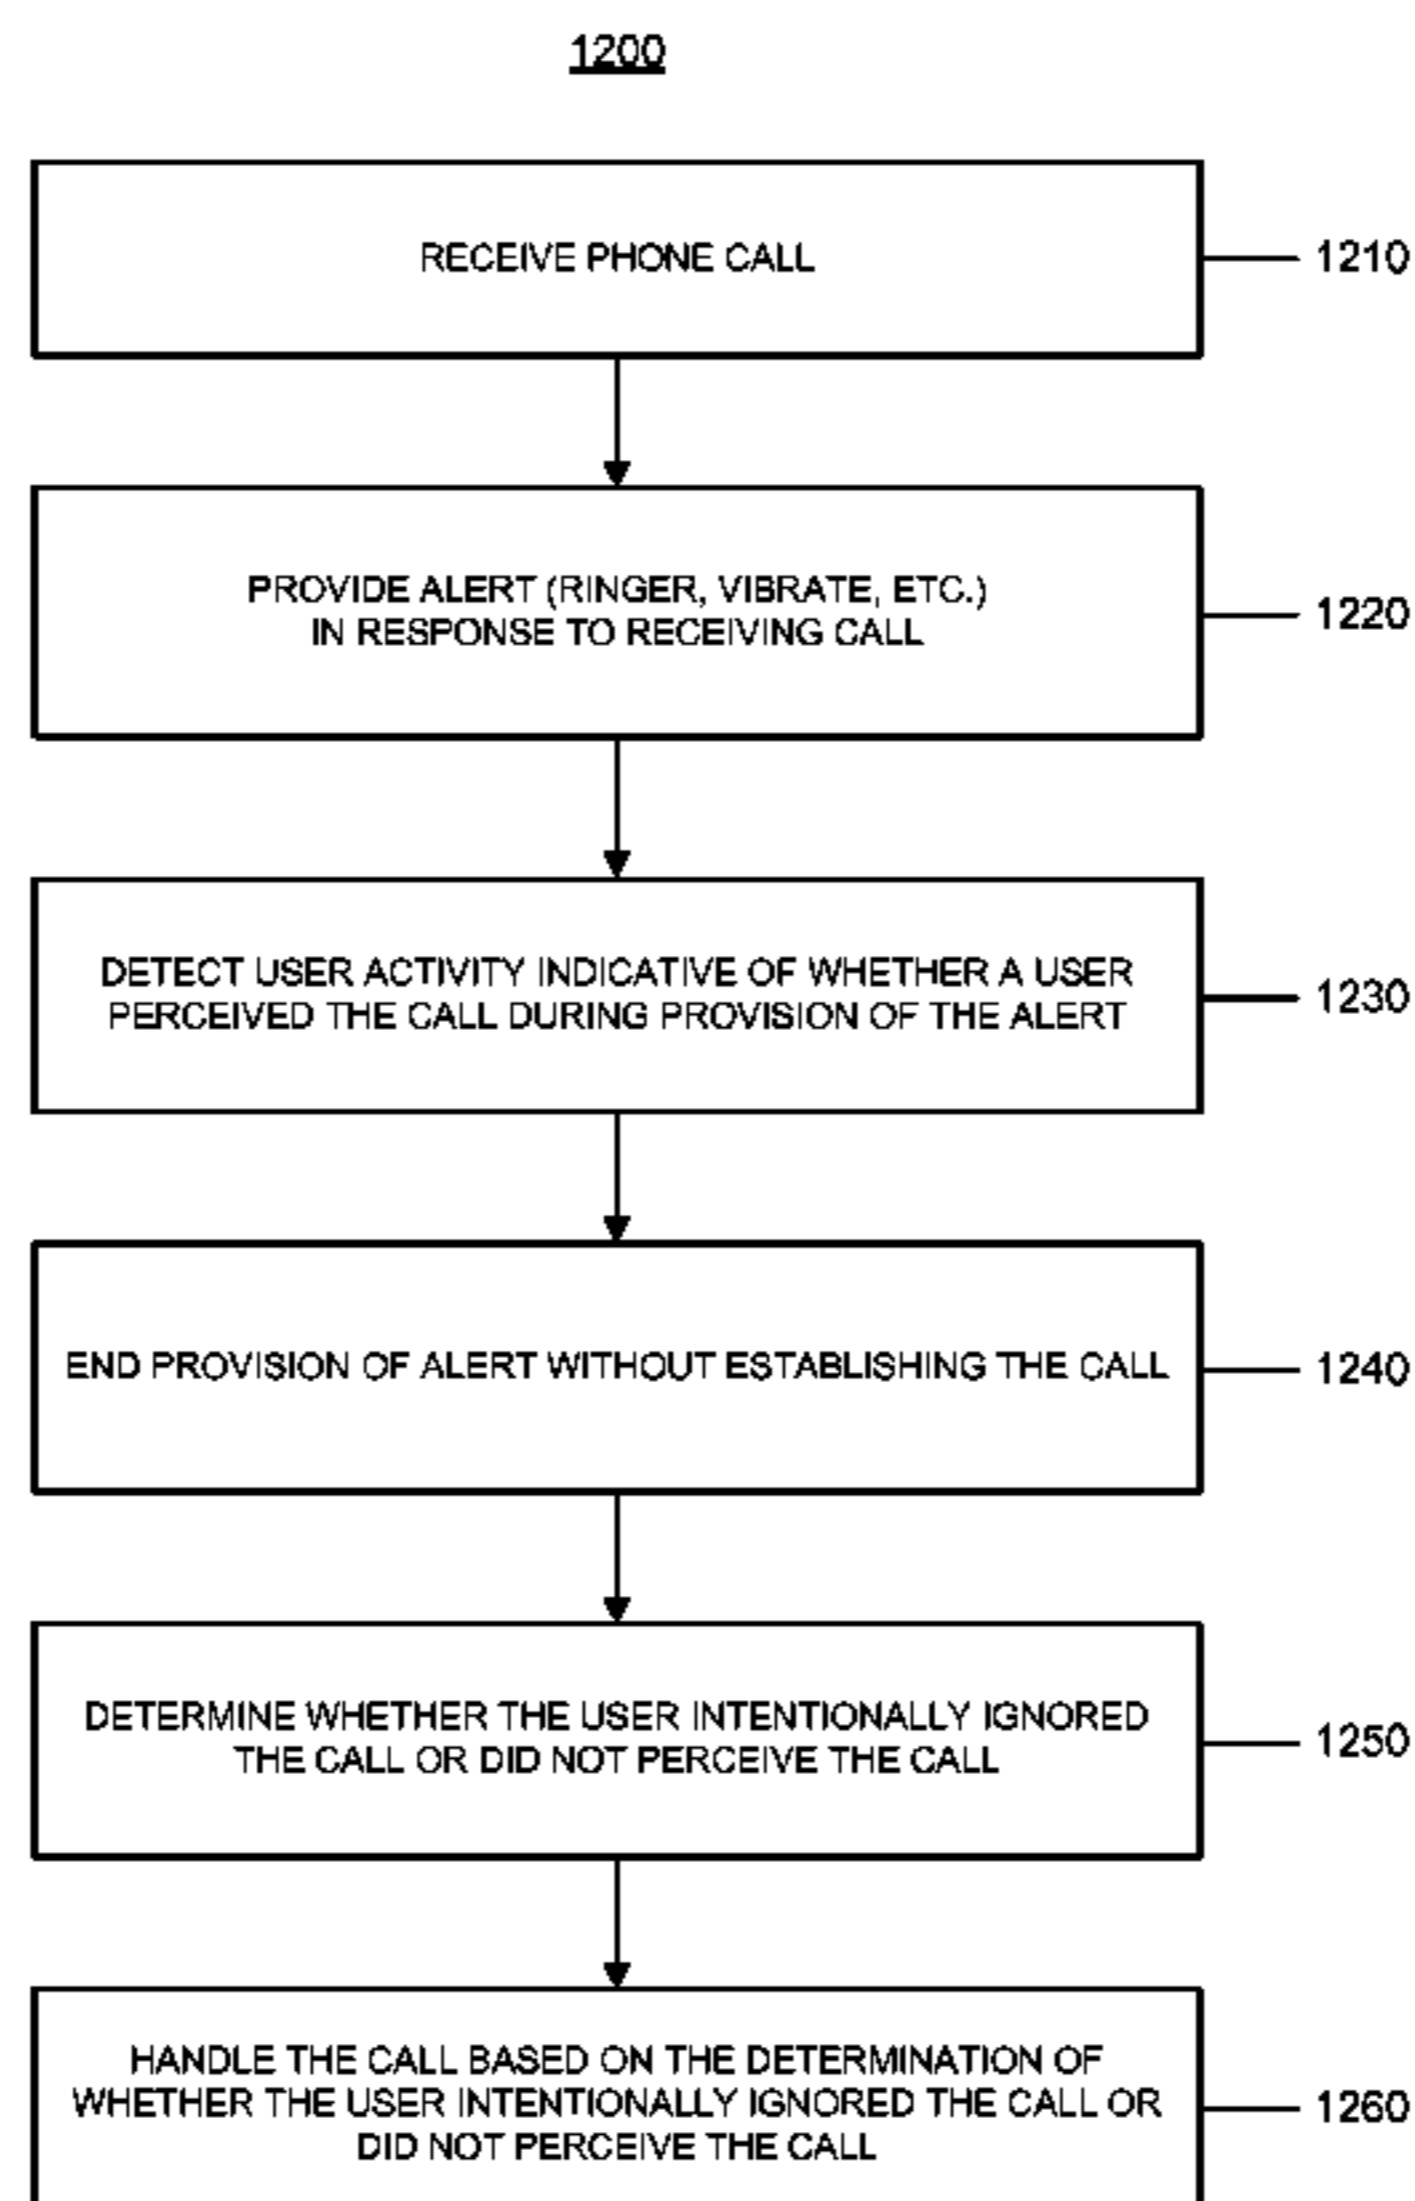 1200
RECEIVE PHONE CALL
1210
PROVIDE ALERT (RINGER, VIBRATE, ETC.)
IN RESPONSE TO RECEIVING CALL
1220
DETECT USER ACTIVITY INDICATIVE OF WHETHER A USER
PERCEIVED THE CALL DURING PROVISION OF THE ALERT
1230
END PROVISION OF ALERT WITHOUT ESTABLISHING THE CALL
1240
DETERMINE WHETHER THE USER INTENTIONALLY IGNORED
THE CALL OR DID NOT PERCEIVE THE CALL
1250
HANDLE THE CALL BASED ON THE DETERMINATION OF
WHETHER THE USER INTENTIONALLY IGNORED THE CALL OR
DID NOT PERCEIVE THE CALL
1260